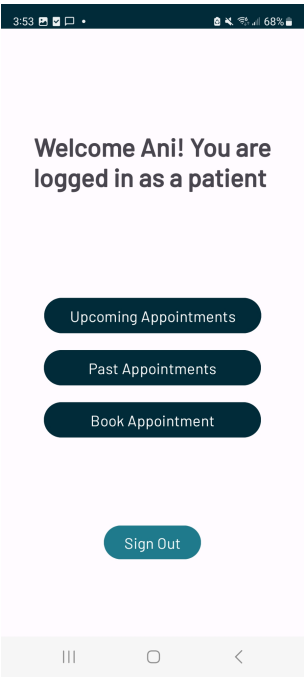 3:53 68%
Welcome Ani! You are
logged in as a patient
Upcoming Appointments
Past Appointments
Book Appointment
Sign Out